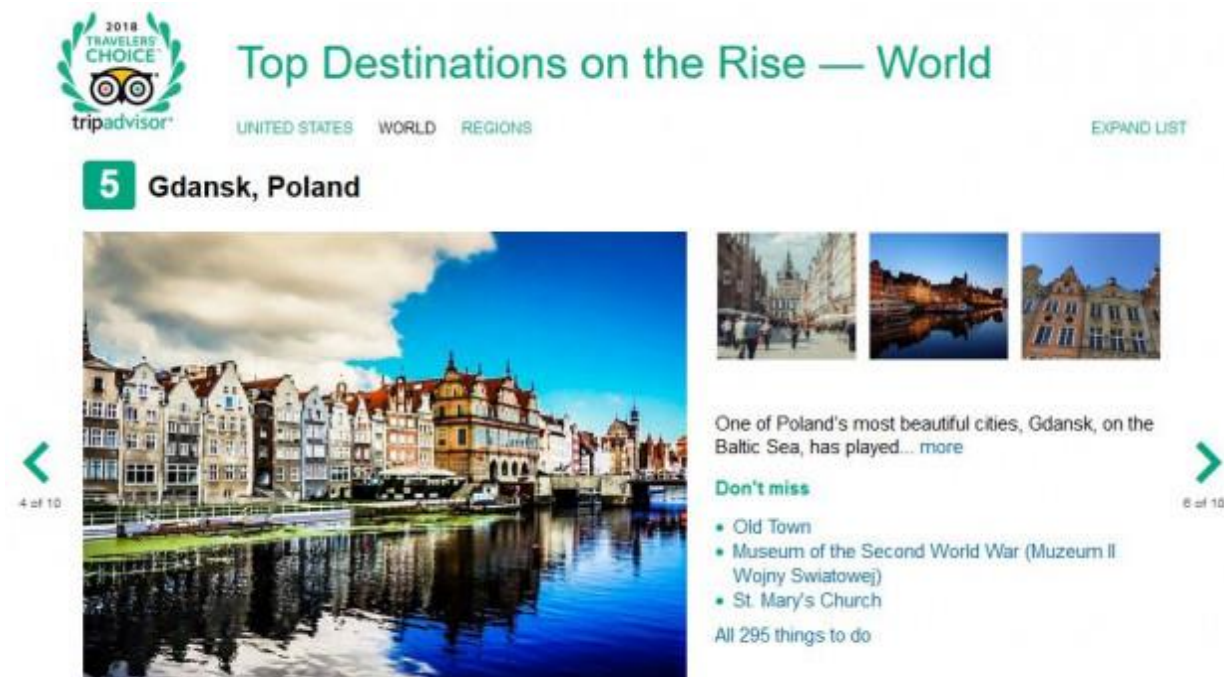 2018
TRAVELERS'
CHOICE
tripadvisor®
Top Destinations on the Rise — World
UNITED STATES WORLD REGIONS
EXPAND LIST
5 Gdansk, Poland
One of Poland's most beautiful cities, Gdansk, on the
Baltic Sea, has played... more
4 of 10
6 of 10
Don't miss
• Old Town
• Museum of the Second World War (Muzeum II
Wojny Swiatowej)
• St. Mary's Church
All 295 things to do